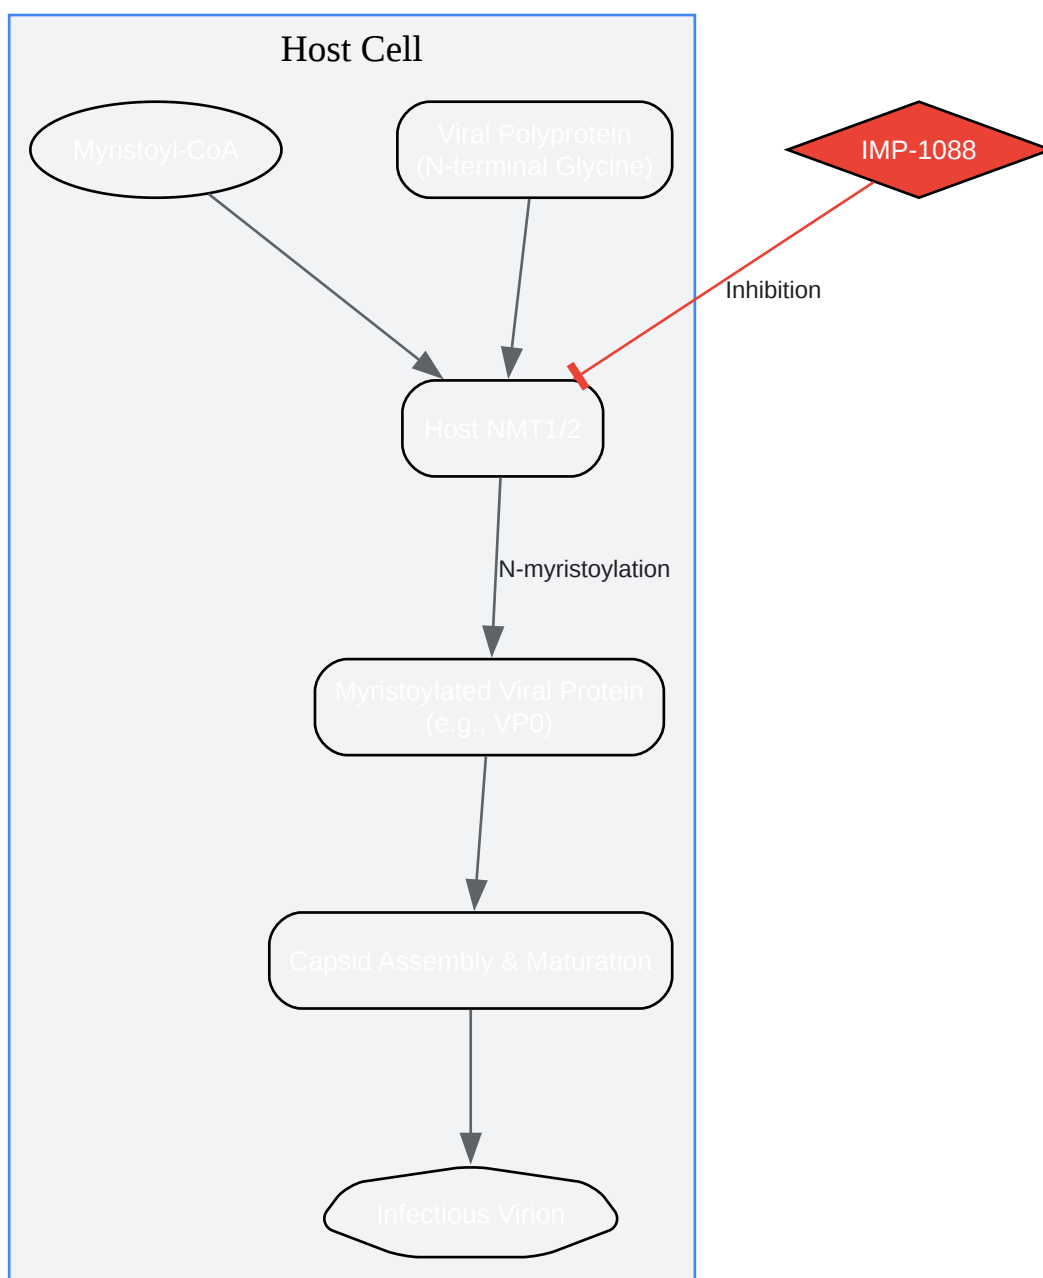 Host Cell
Myristoyl-CoA
Viral Polyprotein
(N-terminal Glycine)
IMP-1088
Inhibition
Host NMT1/2
N-myristoylation
Myristoylated Viral Protein
(e.g., VP0)
Capsid Assembly & Maturation
Infectious Virion